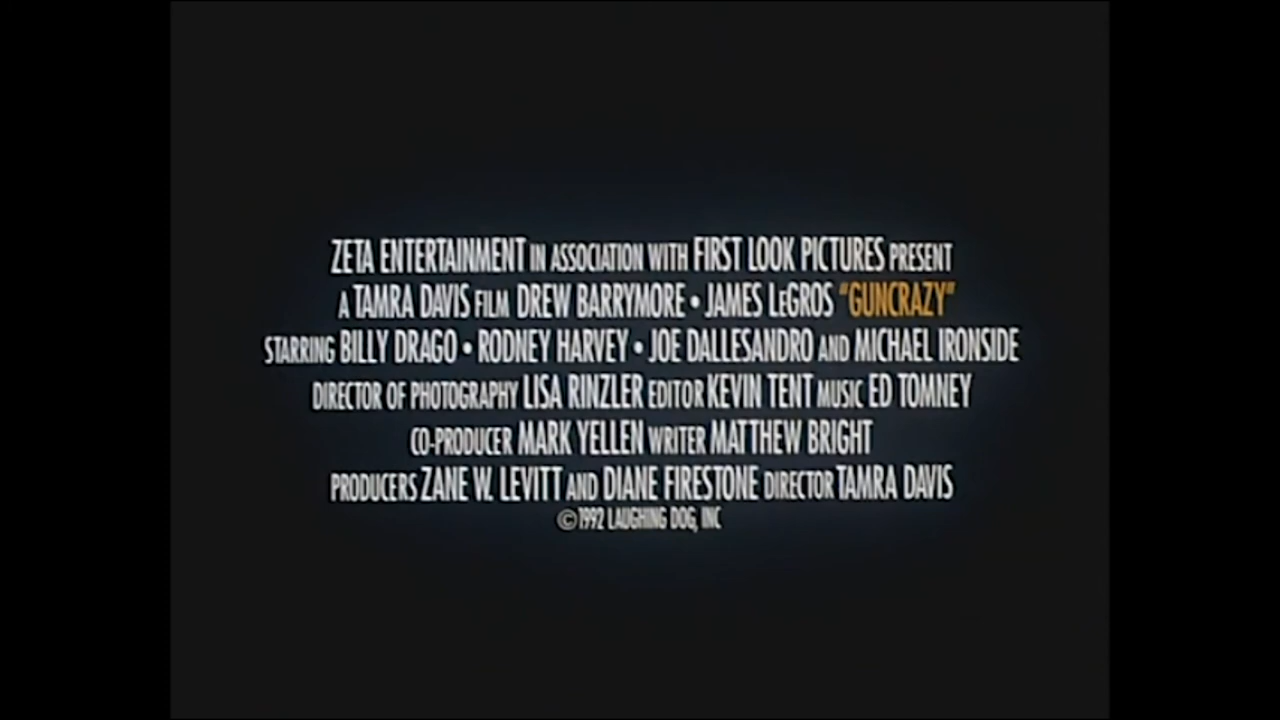 ZETA ENTERTAINMENT IN ASSOCIATION WITH FIRST LOOK PICTURES PRESENT
A TAMRA DAVIS FILM DREW BARRYMORE • JAMES LEGROS "GUNCRAZY"
STARRING BILLY DRAGO • RODNEY HARVEY • JOE DALLESANDRO AND MICHAEL IRONSIDE
DIRECTOR OF PHOTOGRAPHY LISA RINZLER EDITOR KEVIN TENT MUSIC ED TOMNEY
CO-PRODUCER MARK YELLEN WRITER MATTHEW BRIGHT
PRODUCERS ZANE W. LEVITT AND DIANE FIRESTONE DIRECTOR TAMRA DAVIS
©1992 LAUGHING DOG, INC